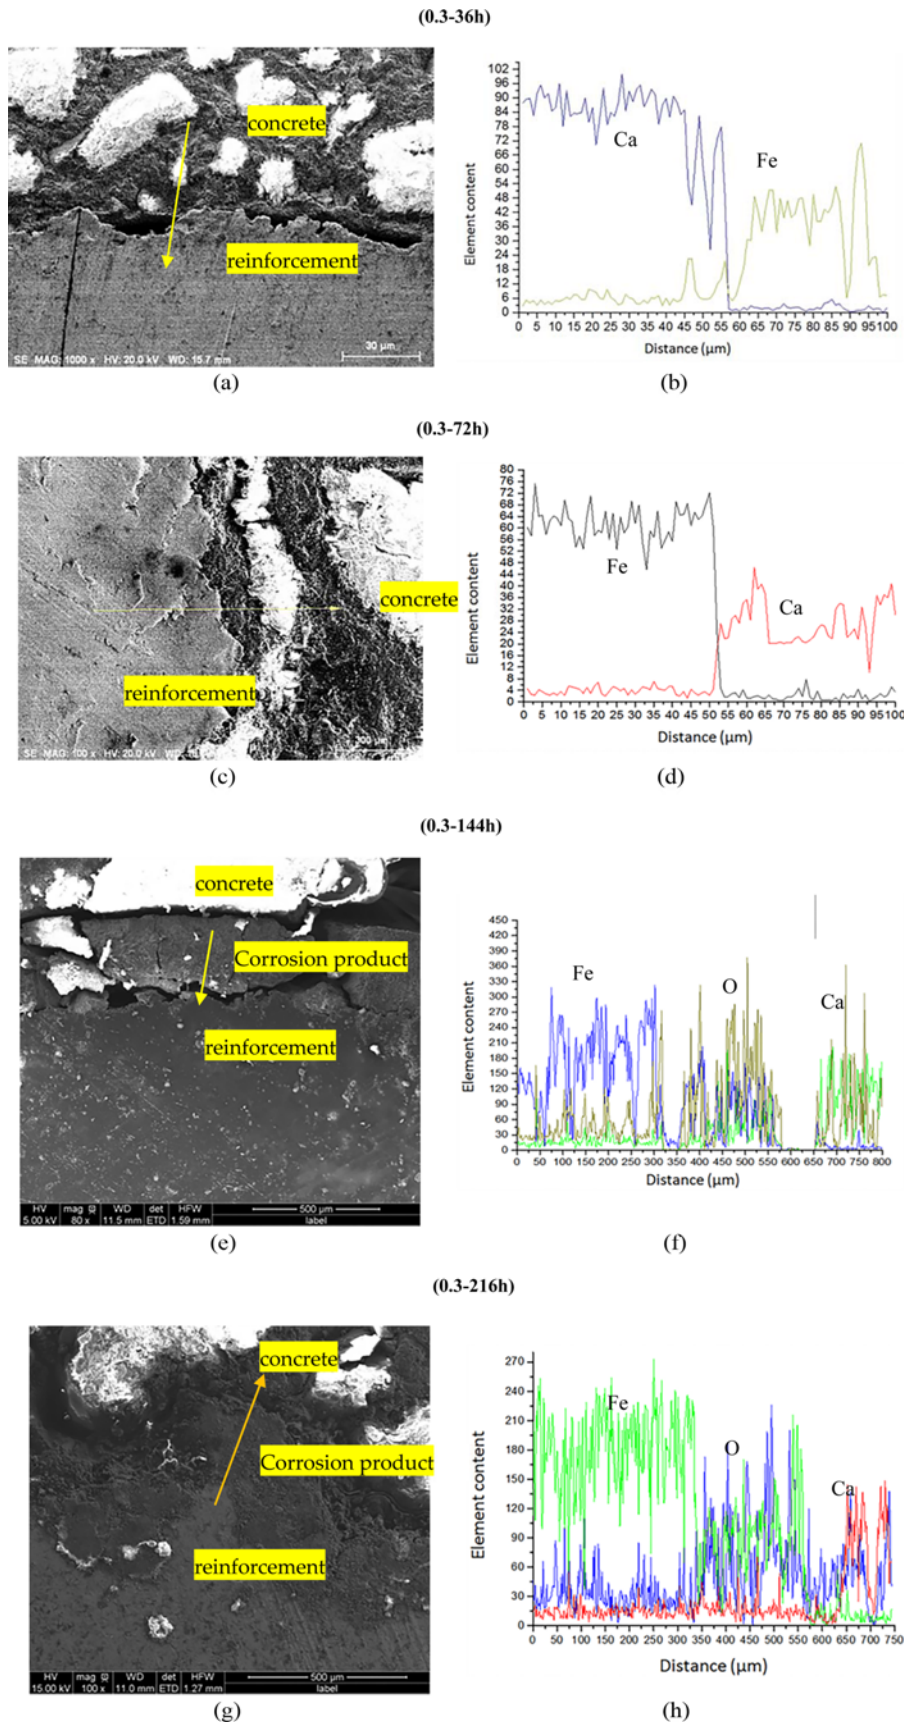 (0.3-36h)
concrete
reinforcement
SE MAG: 1000 x HV: 20.0 kV WD: 15.7 mm
30 µm
(a)
Element content
102
96
90
84
78
72
66
60
54
48
42
36
30
24
18
12
6
0
Ca
Fe
0 5 10 15 20 25 30 35 40 45 50 55 60 65 70 75 80 85 90 95 100
Distance (µm)
(b)
(0.3-72h)
concrete
reinforcement
SE MAG: 100 x HV: 20.0 kV
(c)
Element content
80
76
72
68
64
60
56
52
48
44
40
36
32
28
24
20
16
12
8
4
0
Fe
Ca
0 5 10 15 20 25 30 35 40 45 50 55 60 65 70 75 80 85 90 95 100
Distance (µm)
(d)
(0.3-144h)
concrete
Corrosion product
reinforcement
HV mag WD det HFW
5.00 kV 80 x 11.5 mm ETD 1.59 mm
500 µm
label
(e)
Element content
450
420
390
360
330
300
270
240
210
180
150
120
90
60
30
0
Fe
O
Ca
0 50 100 150 200 250 300 350 400 450 500 550 600 650 700 750 800
Distance (µm)
(f)
(0.3-216h)
concrete
Corrosion product
reinforcement
HV mag WD det HFW
15.00 kV 100 x 11.0 mm ETD 1.27 mm
500 µm
label
(g)
Element content
270
240
210
180
150
120
90
60
30
0
Fe
O
Ca
0 50 100 150 200 250 300 350 400 450 500 550 600 650 700 750
Distance (µm)
(h)